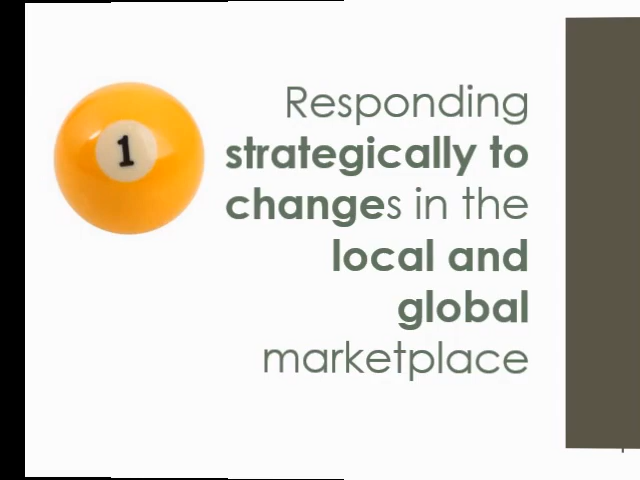 1
Responding
strategically to
changes in the
local and
global
marketplace